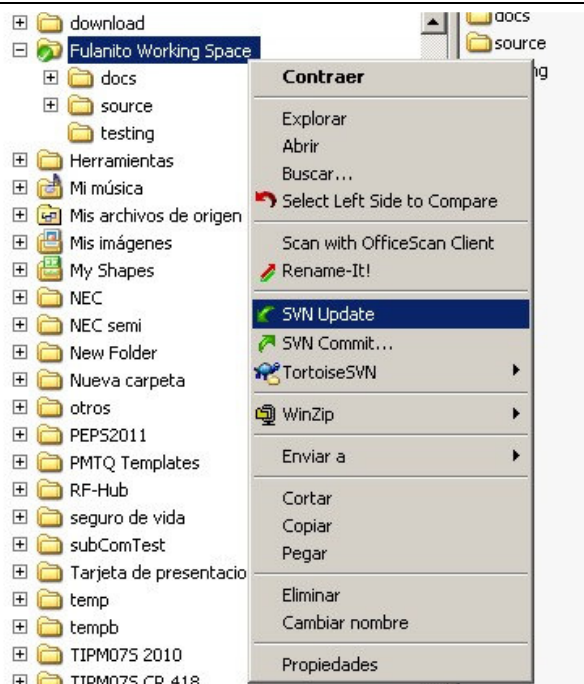 download
Fulanito Working Space
docs
source
testing
Herramientas
Mi música
Mis archivos de origen
Mis imágenes
My Shapes
NEC
NEC semi
New Folder
Nueva carpeta
otros
PEPS2011
PMTQ Templates
RF-Hub
seguro de vida
subComTest
Tarjeta de presentacio
temp
tempb
TIPM07S 2010
TIPM07S CR 418
Contraer
Explorar
Abrir
Buscar...
Select Left Side to Compare
Scan with OfficeScan Client
Rename-It!
SVN Update
SVN Commit...
TortoiseSVN
WinZip
Enviar a
Cortar
Copiar
Pegar
Eliminar
Cambiar nombre
Propiedades
docs
source